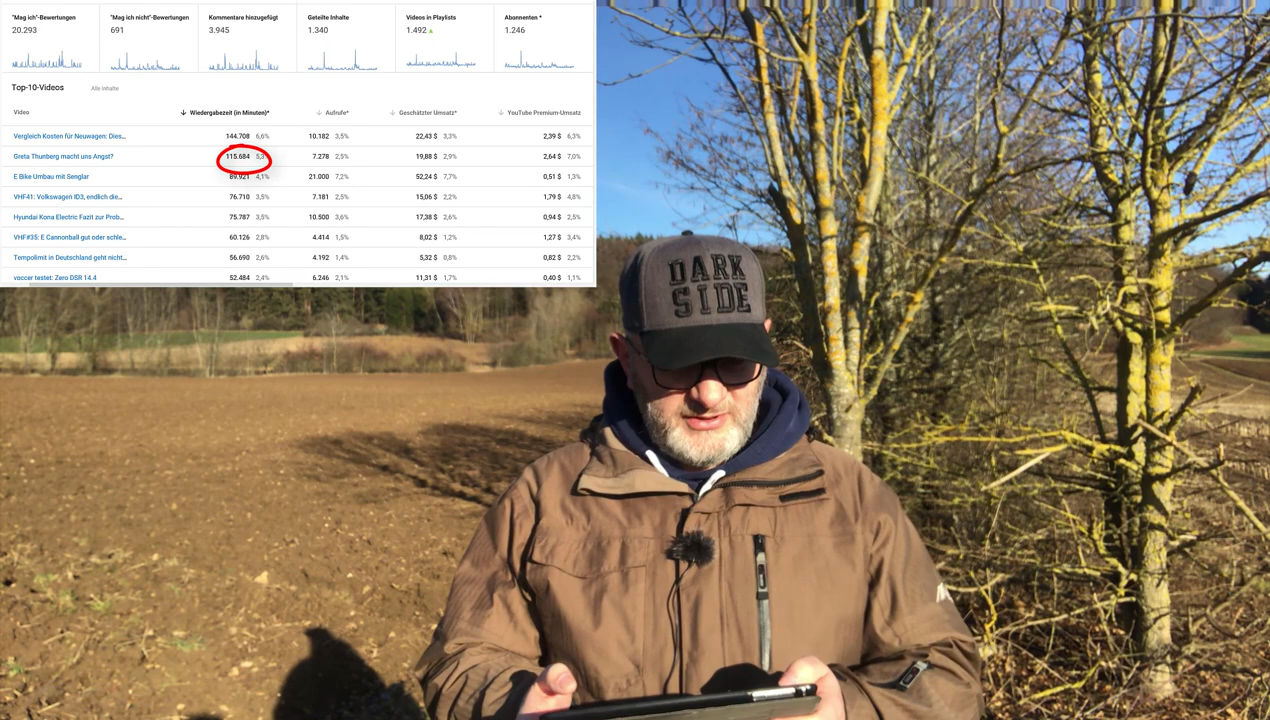 "Mag ich"-Bewertungen "Mag ich nicht"-Bewertungen Kommentare hinzugefügt Geteilte Inhalte Videos in Playlists Abonnenten *
20.293 691 3.945 1.340 1.492 1.246
Top-10-Videos Alle Inhalte
Video Wiedergabezeit (in Minuten)* Aufrufe* Geschätzter Umsatz* YouTube Premium-Umsatz
Vergleich Kosten für Neuwagen: Dies... 144.708 6,6% 10.182 3,5% 22,43 $ 3,3% 2,39 $ 6,3%
Greta Thunberg macht uns Angst? 115.684 5,3% 7.278 2,5% 19,88 $ 2,9% 2,64 $ 7,0%
E Bike Umbau mit Senglar 89.921 4,1% 21.000 7,2% 52,24 $ 7,7% 0,51 $ 1,3%
VHF41: Volkswagen ID3, endlich die... 76.710 3,5% 7.181 2,5% 15,06 $ 2,2% 1,79 $ 4,8%
Hyundai Kona Electric Fazit zur Prob... 75.787 3,5% 10.500 3,6% 17,38 $ 2,6% 0,94 $ 2,5%
VHF#35: E Cannonball gut oder schle... 60.126 2,8% 4.414 1,5% 8,02 $ 1,2% 1,27 $ 3,4%
Tempolimit in Deutschland geht nicht... 56.690 2,6% 4.192 1,4% 5,32 $ 0,8% 0,82 $ 2,2%
voccer testet: Zero DSR 14.4 52.484 2,4% 6.246 2,1% 11,31 $ 1,7% 0,40 $ 1,1%
DARK
SIDE